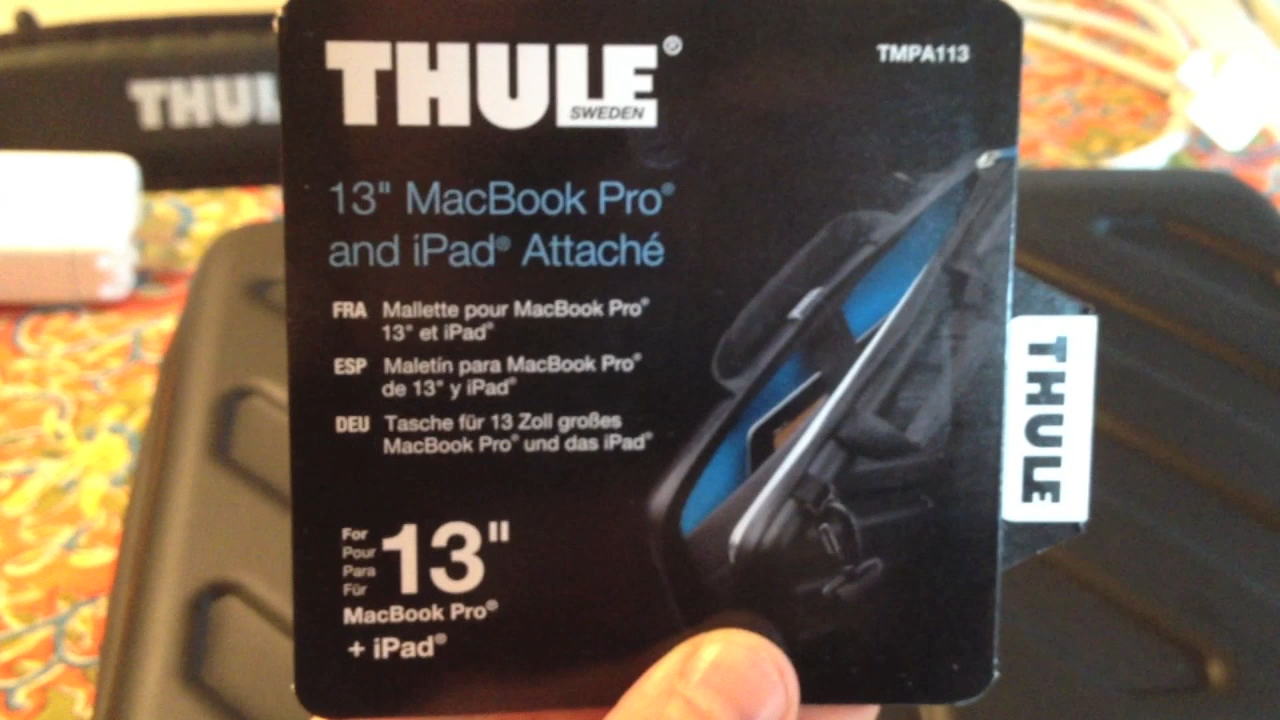 THULE®
SWEDEN
TMPA113
THUL
13" MacBook Pro®
and iPad® Attaché
FRA Mallette pour MacBook Pro®
13" et iPad®
ESP Maletín para MacBook Pro®
de 13" y iPad®
DEU Tasche für 13 Zoll großes
MacBook Pro® und das iPad®
THULE
For
Pour
Para
Für
13"
MacBook Pro®
+ iPad®